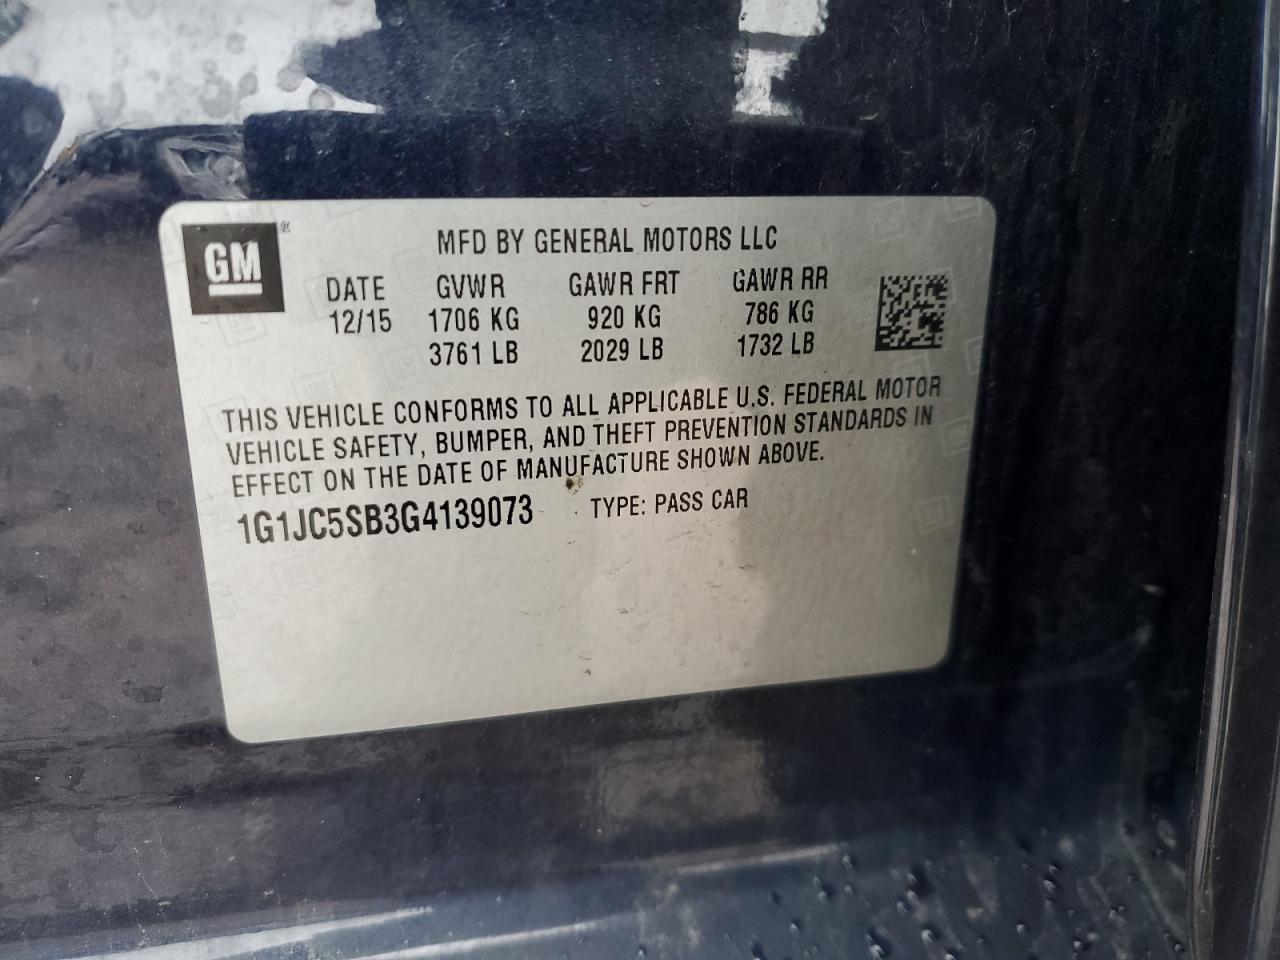 GM®
MFD BY GENERAL MOTORS LLC
DATE GVWR GAWR FRT GAWR RR
12/15 1706 KG 920 KG 786 KG
3761 LB 2029 LB 1732 LB
THIS VEHICLE CONFORMS TO ALL APPLICABLE U.S. FEDERAL MOTOR
VEHICLE SAFETY, BUMPER, AND THEFT PREVENTION STANDARDS IN
EFFECT ON THE DATE OF MANUFACTURE SHOWN ABOVE.
1G1JC5SB3G4139073 TYPE: PASS CAR